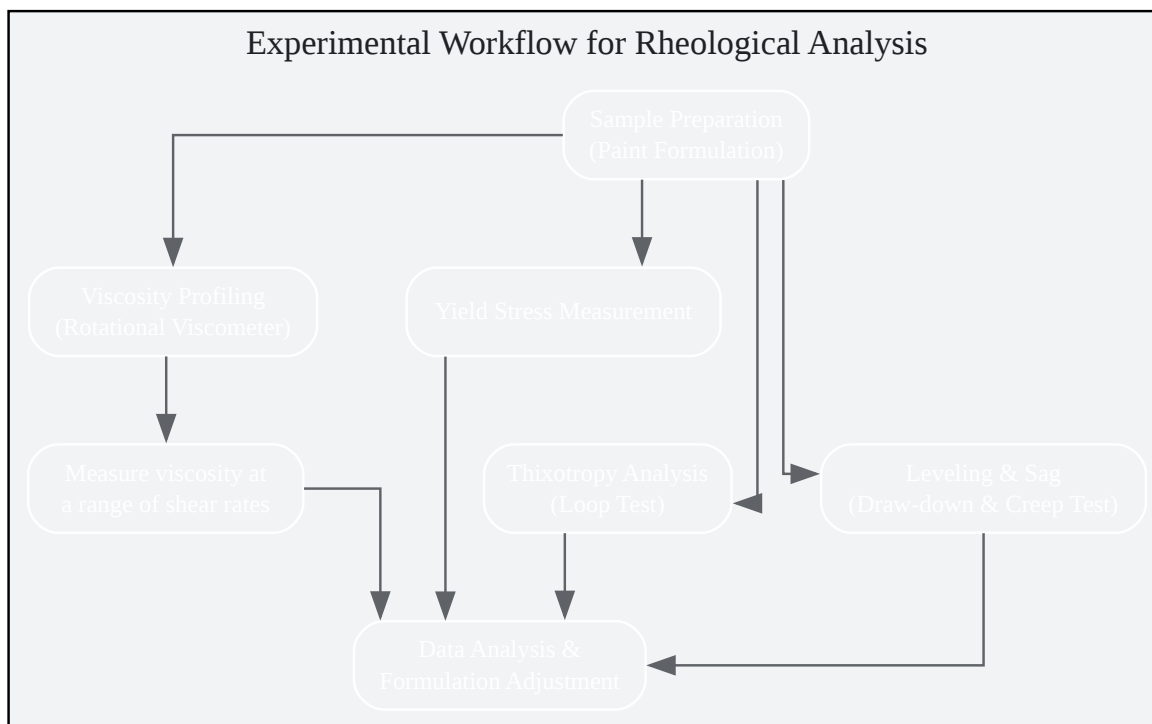 Experimental Workflow for Rheological Analysis
Sample Preparation
(Paint Formulation)
Viscosity Profiling
(Rotational Viscometer)
Yield Stress Measurement
Measure viscosity at
a range of shear rates
Thixotropy Analysis
(Loop Test)
Leveling & Sag
(Draw-down & Creep Test)
Data Analysis &
Formulation Adjustment